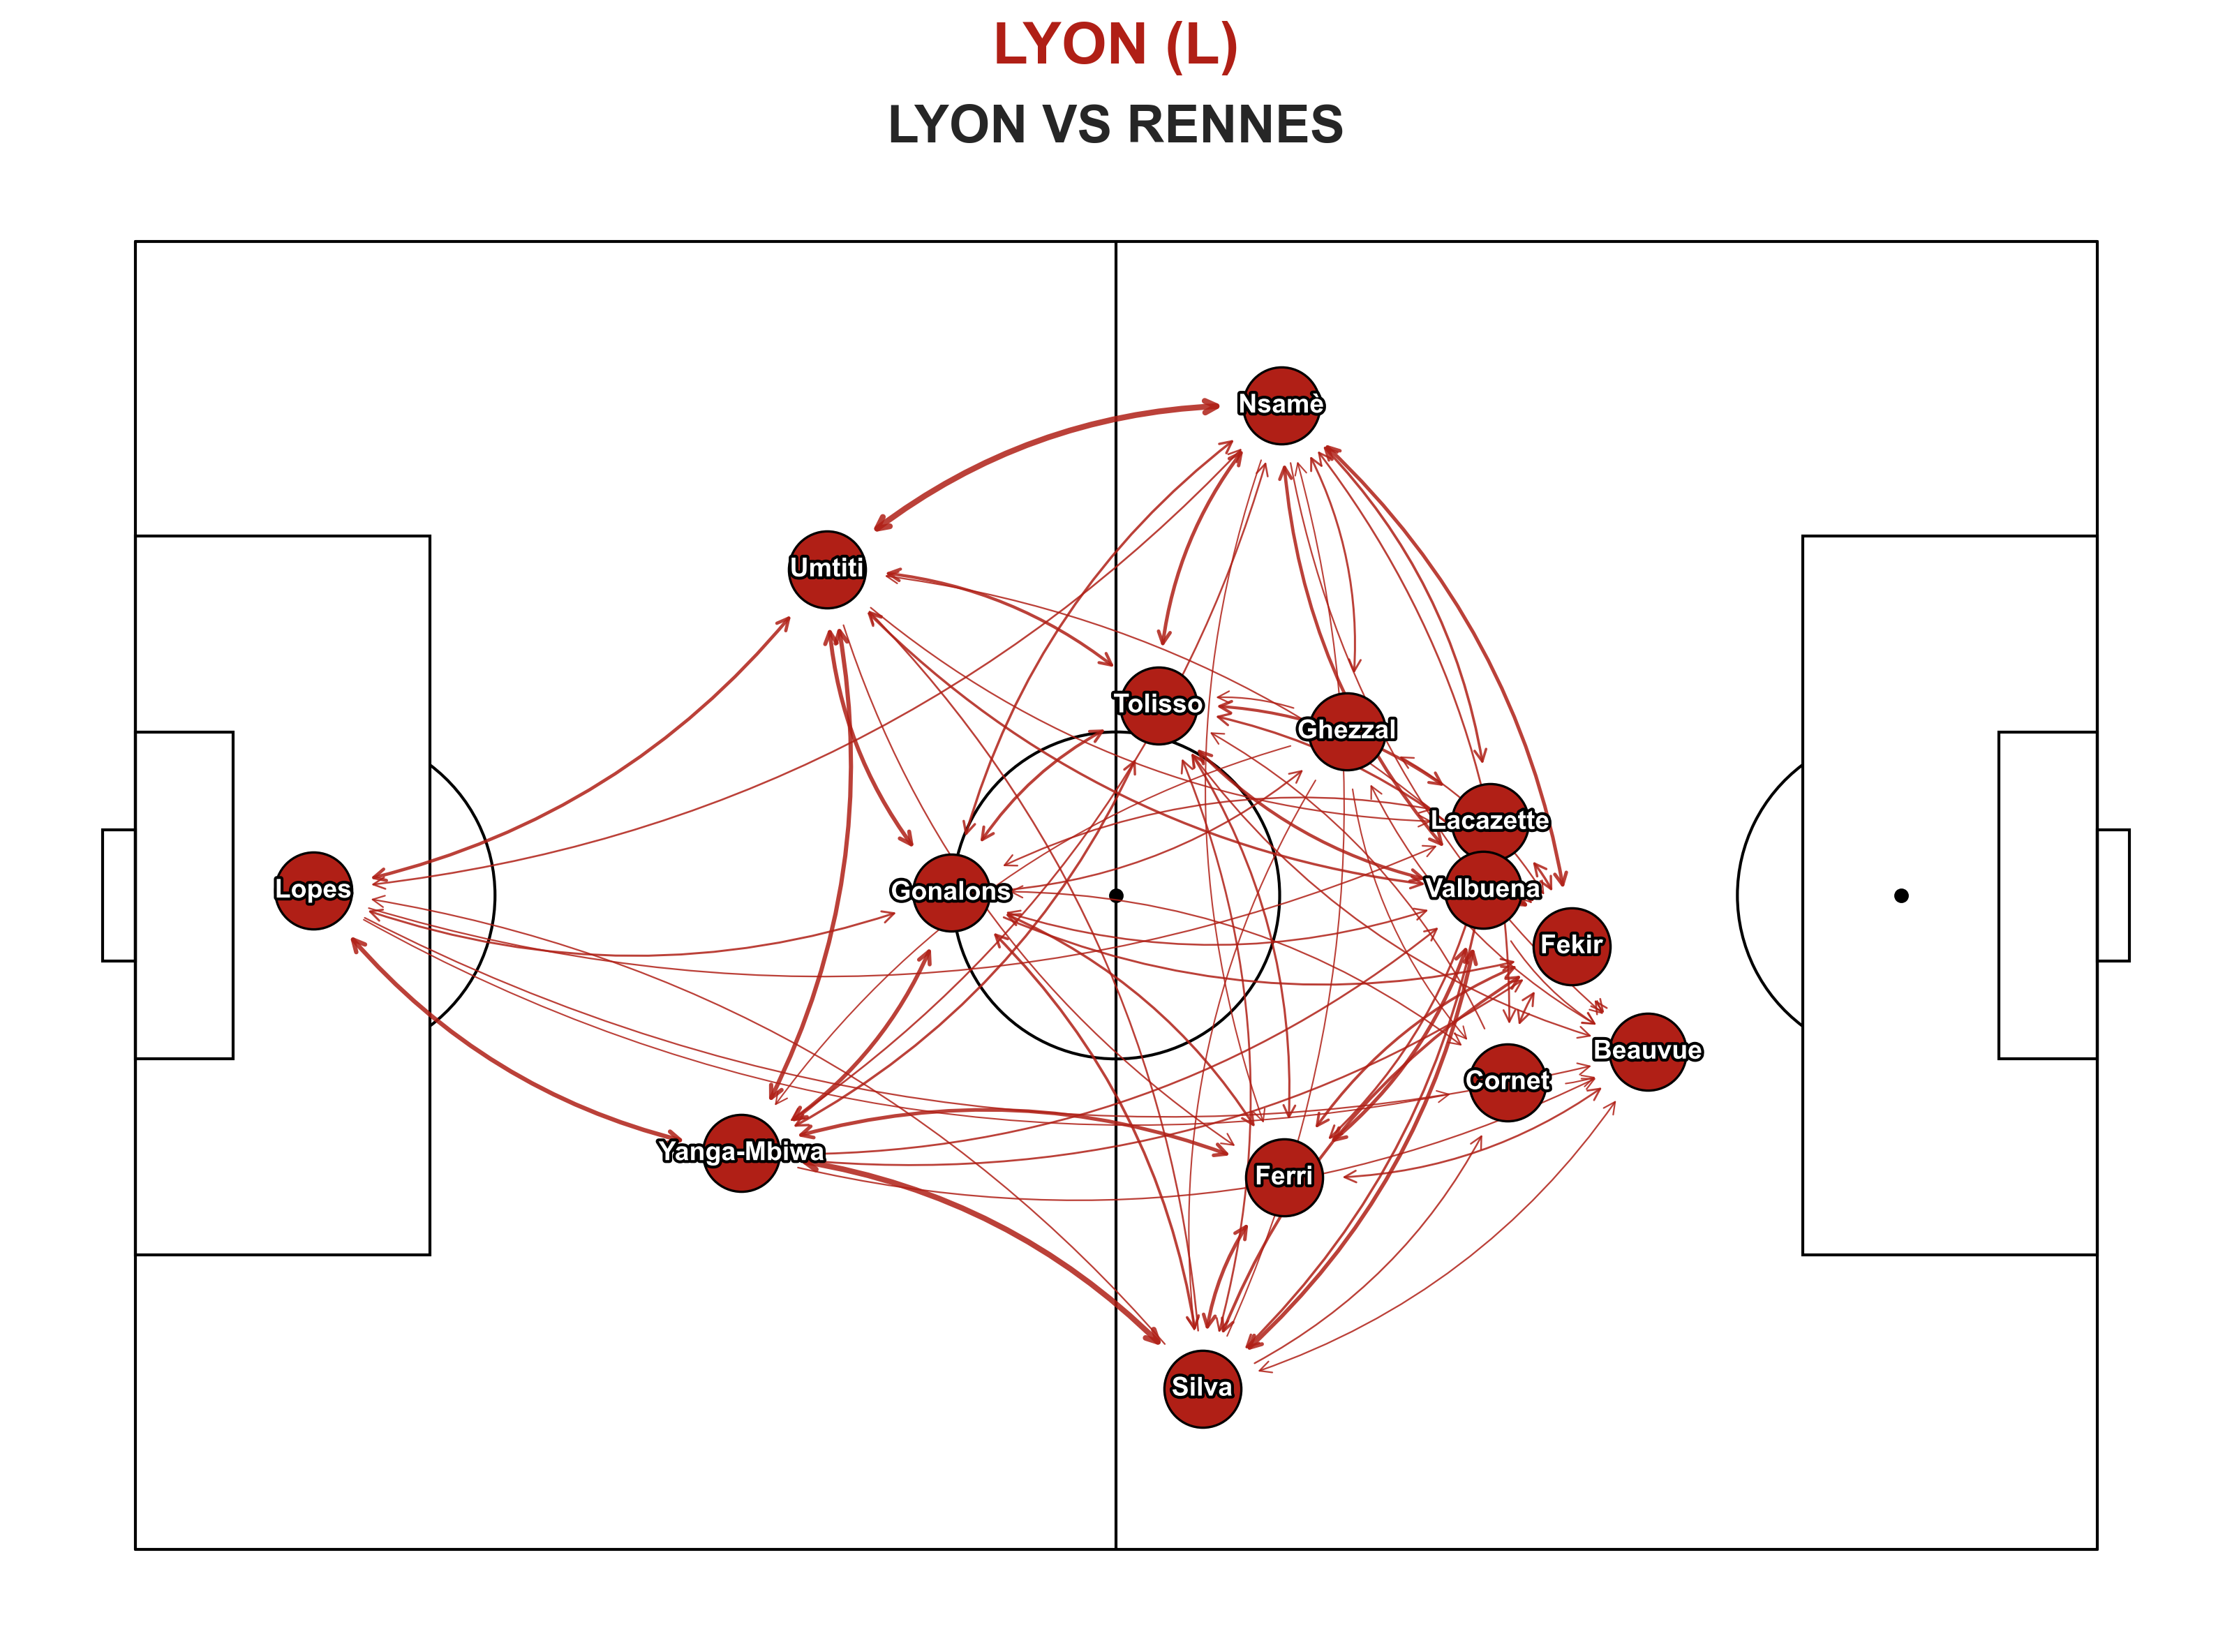 LYON (L)
LYON VS RENNES
Nsamè
Umtiti
Tolisso
Ghezzal
Lacazette
Lopes
Gonalons
Valbuena
Fekir
Beauvue
Cornet
Yanga-Mbiwa
Ferri
Silva